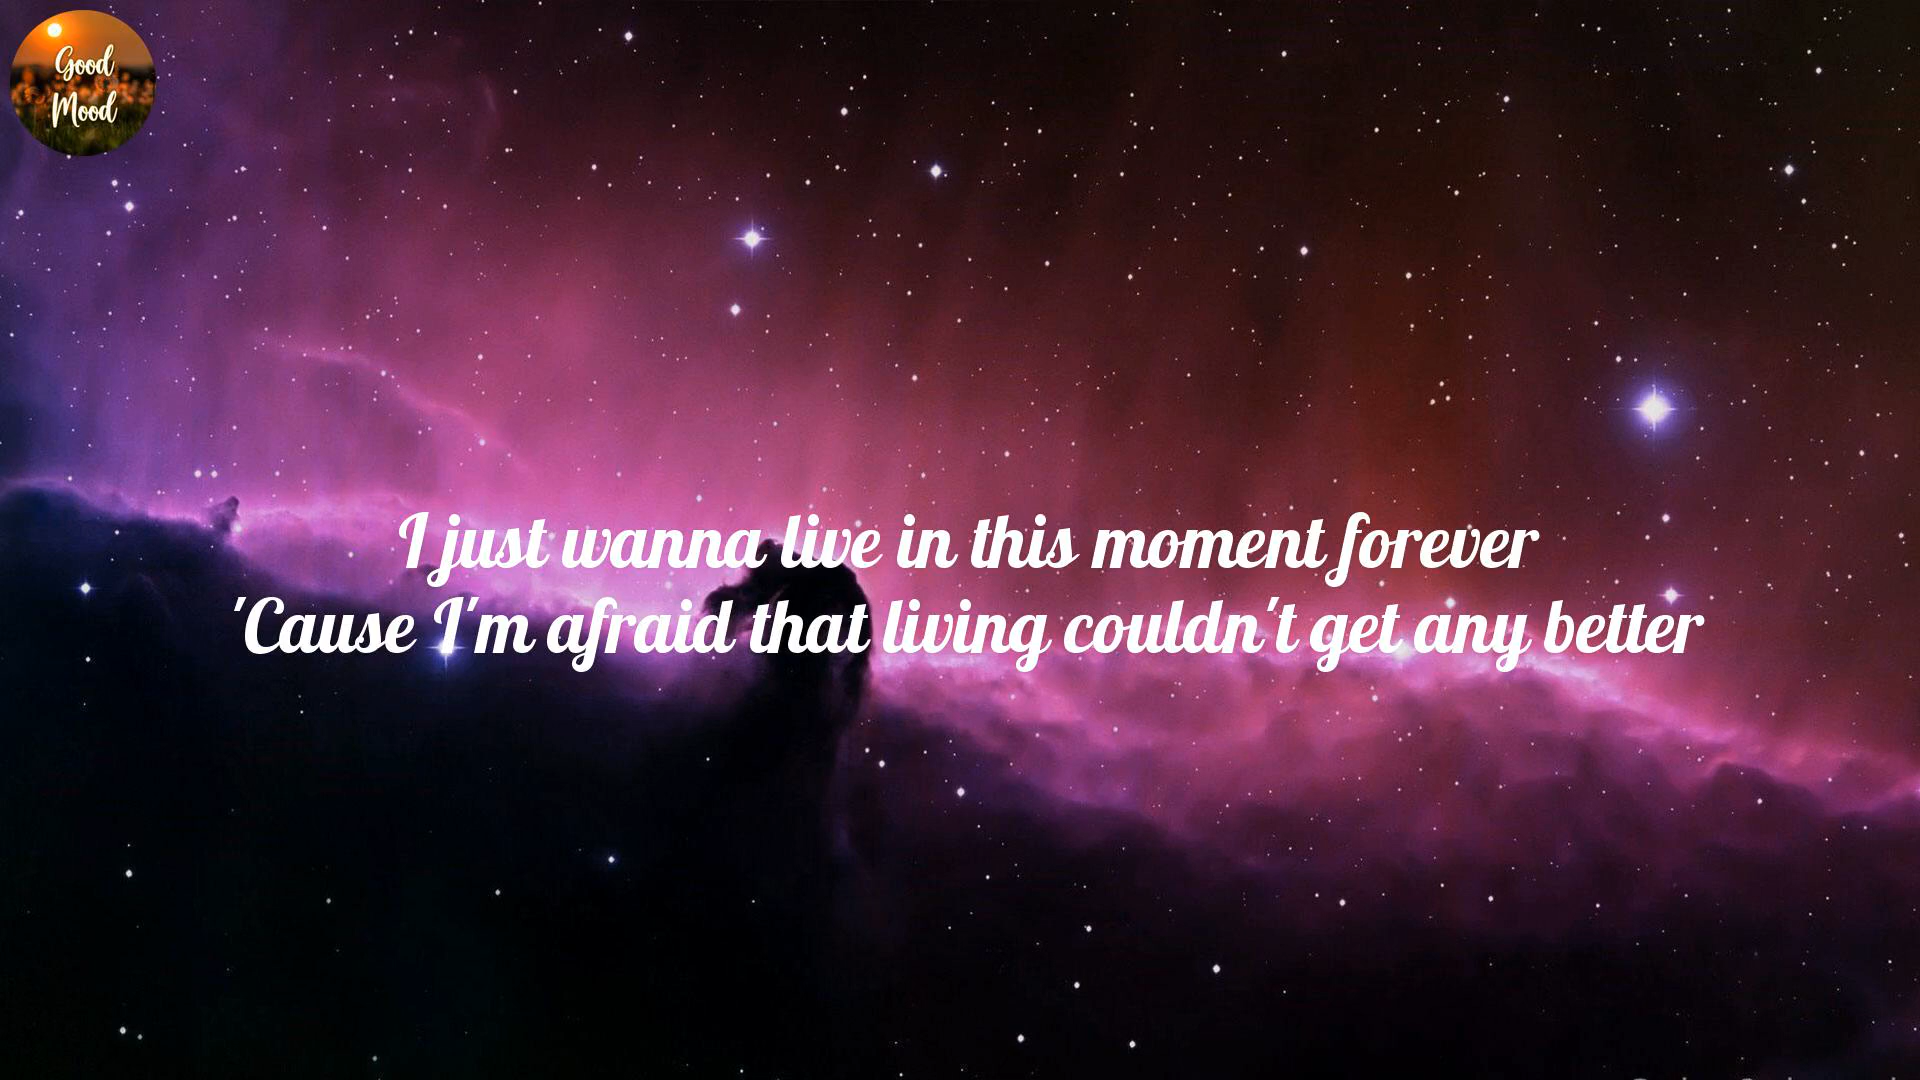 Good
Mood
I just wanna live in this moment forever
'Cause I'm afraid that living couldn't get any better